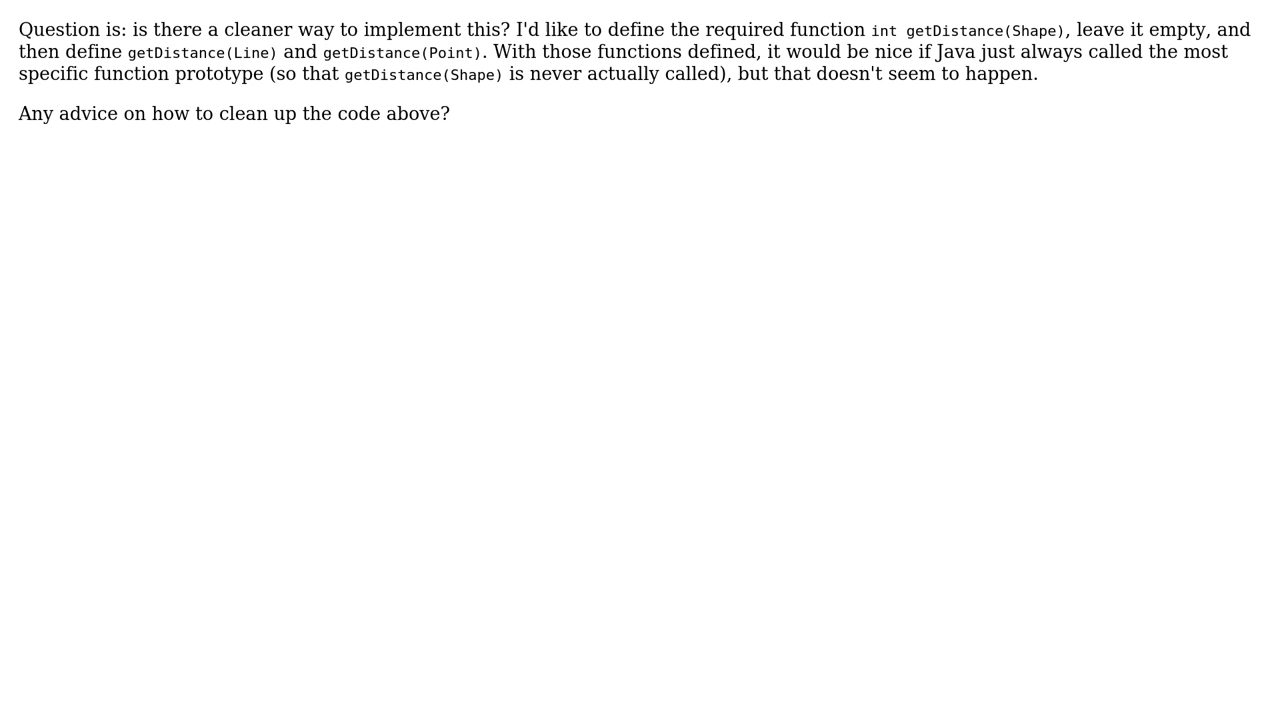 Question is: is there a cleaner way to implement this? I'd like to define the required function int getDistance(Shape), leave it empty, and
then define getDistance(Line) and getDistance(Point). With those functions defined, it would be nice if Java just always called the most
specific function prototype (so that getDistance(Shape) is never actually called), but that doesn't seem to happen.
Any advice on how to clean up the code above?